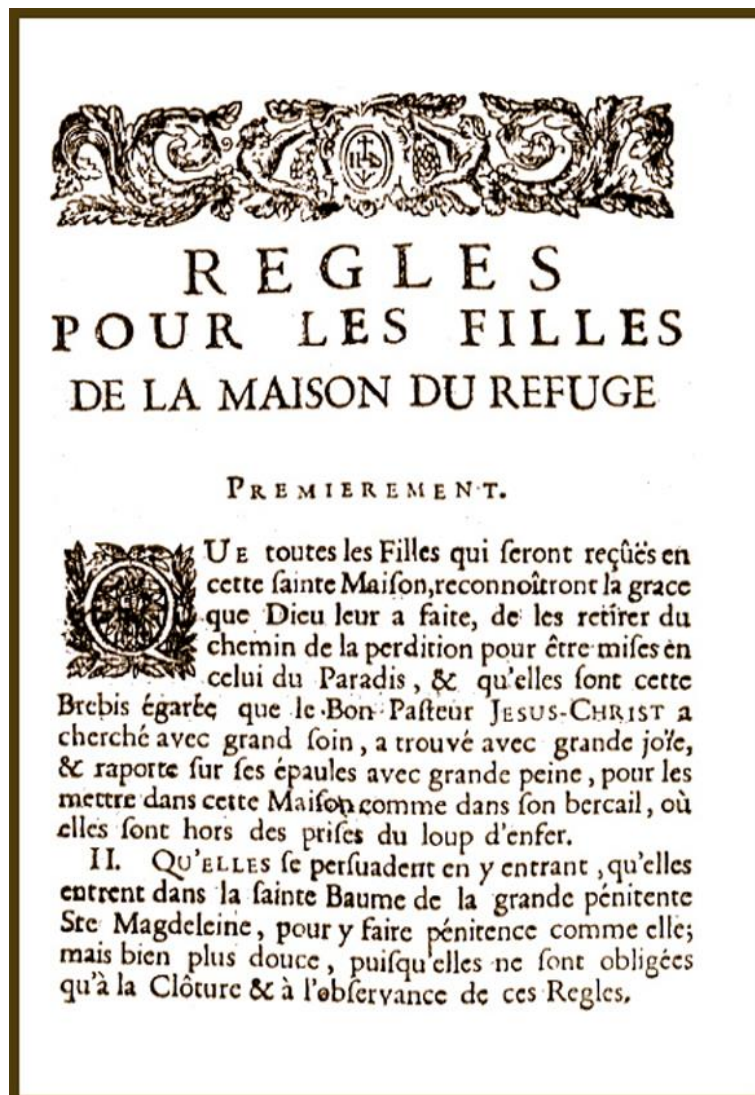 REGLES
POUR LES FILLES
DE LA MAISON DU REFUGE
PREMIEREMENT.
QUE toutes les Filles qui ſeront reçûës en
cette ſainte Maiſon, reconnoîtront la grace
que Dieu leur a faite, de les retirer du
chemin de la perdition pour être miſes en
celui du Paradis, & qu'elles ſont cette
Brebis égarée que le Bon Paſteur JESUS-CHRIST a
cherché avec grand ſoin, a trouvé avec grande joïe,
& raporte ſur ſes épaules avec grande peine, pour les
mettre dans cette Maiſon comme dans ſon bercail, où
elles ſont hors des priſes du loup d'enfer.
II. QU'ELLES ſe perſuadent en y entrant, qu'elles
entrent dans la ſainte Baume de la grande pénitente
Ste Magdeleine, pour y faire pénitence comme elle;
mais bien plus douce, puiſqu'elles ne ſont obligées
qu'à la Clôture & à l'obſervance de ces Regles.